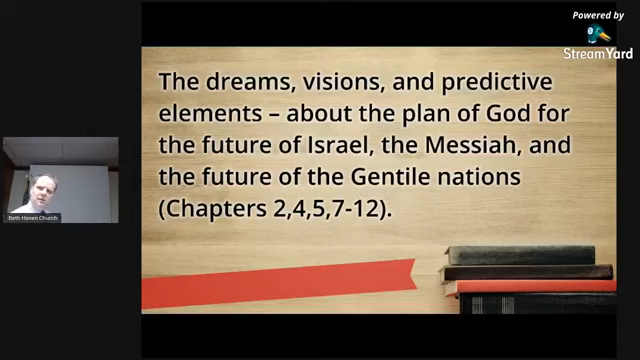 Powered by
StreamYard
The dreams, visions, and predictive
elements – about the plan of God for
the future of Israel, the Messiah, and
the future of the Gentile nations
(Chapters 2,4,5,7-12).
Beth Haven Church